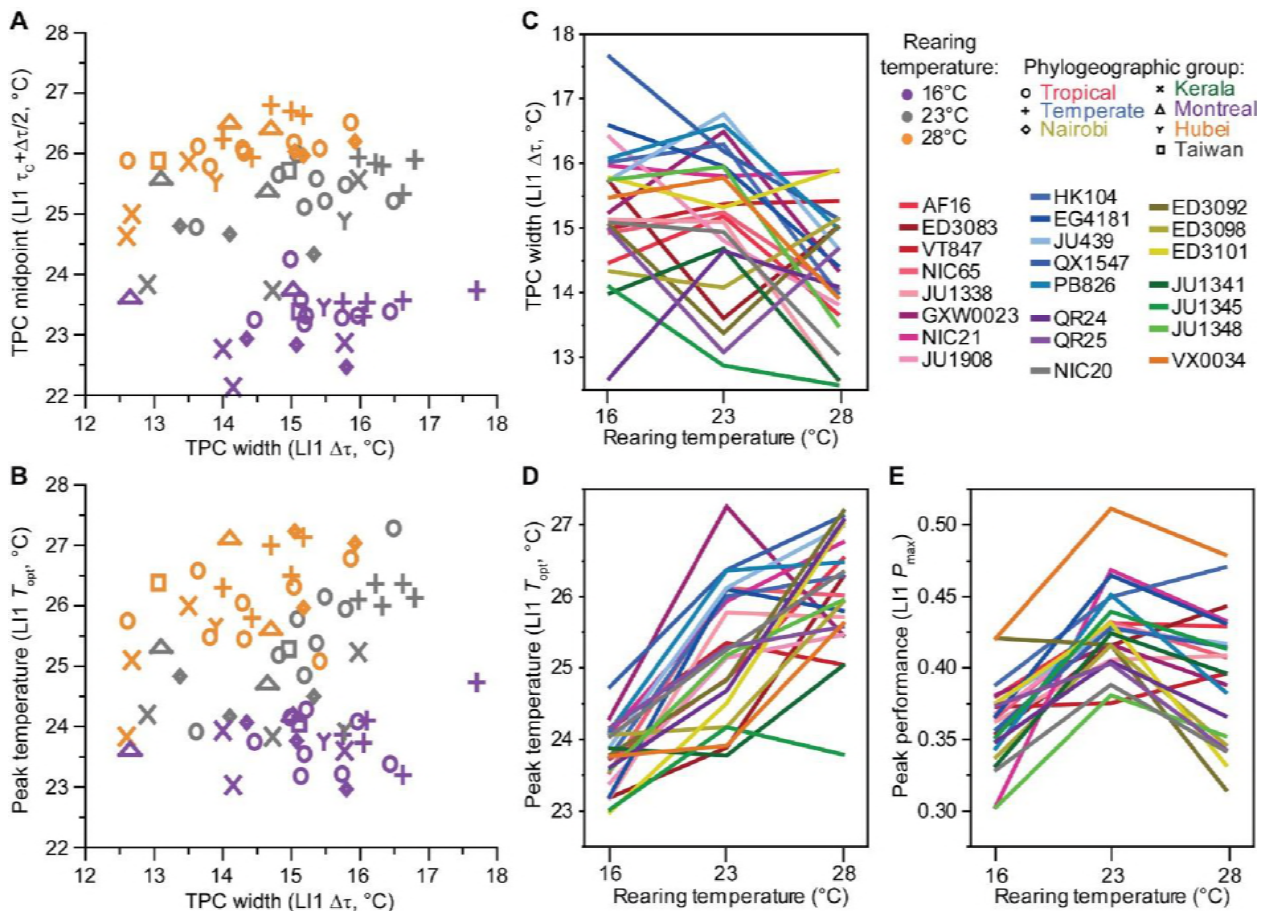 A
TPC midpoint (LI1 τc+Δτ/2, °C)
28
27
26
25
24
23
22
12 13 14 15 16 17 18
TPC width (LI1 Δτ, °C)
B
Peak temperature (LI1 Topt, °C)
28
27
26
25
24
23
22
12 13 14 15 16 17 18
TPC width (LI1 Δτ, °C)
C
TPC width (LI1 Δτ, °C)
18
17
16
15
14
13
16 23 28
Rearing temperature (°C)
Rearing
temperature:
16°C
23°C
28°C
Phylogeographic group:
Tropical
Temperate
Nairobi
Kerala
Montreal
Hubei
Taiwan
AF16
ED3083
VT847
NIC65
JU1338
GXW0023
NIC21
JU1908
HK104
EG4181
JU439
QX1547
PB826
QR24
QR25
NIC20
ED3092
ED3098
ED3101
JU1341
JU1345
JU1348
VX0034
D
Peak temperature (LI1 Topt, °C)
27
26
25
24
23
16 23 28
Rearing temperature (°C)
E
Peak performance (LI1 Pmax)
0.50
0.45
0.40
0.35
0.30
16 23 28
Rearing temperature (°C)